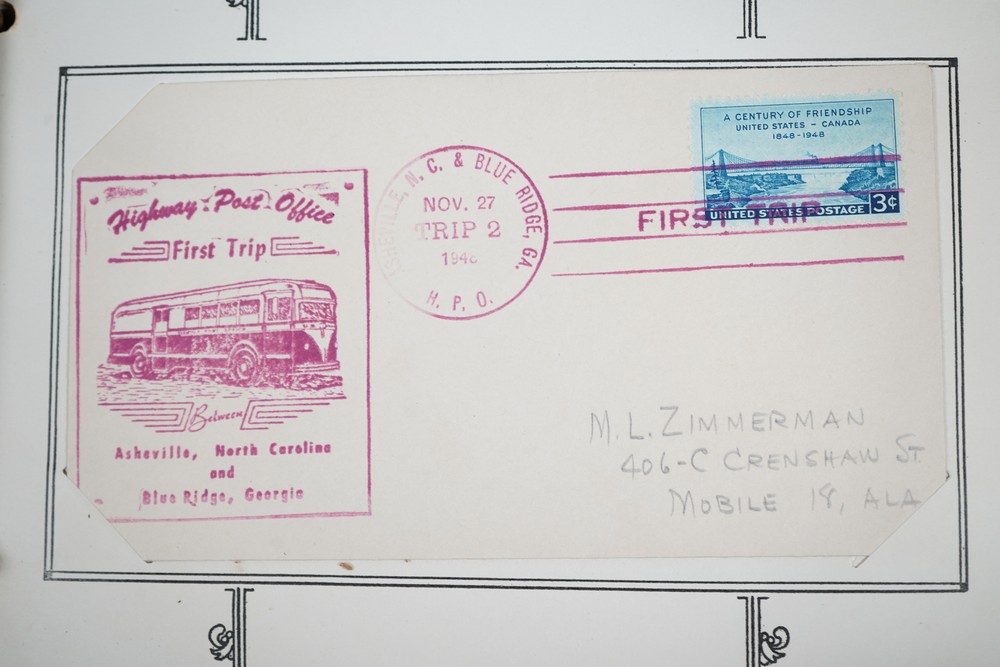 Highway Post Office
First Trip
Between
Asheville, North Carolina
and
Blue Ridge, Georgia
ASHEVILLE, N. C. & BLUE RIDGE, GA.
NOV. 27
TRIP 2
H. P. O.
FIRST TRIP
A CENTURY OF FRIENDSHIP
UNITED STATES – CANADA
1848-1948
UNITED STATES POSTAGE 3¢
M. L. ZIMMERMAN
406-C CRENSHAW ST
MOBILE 18, ALA